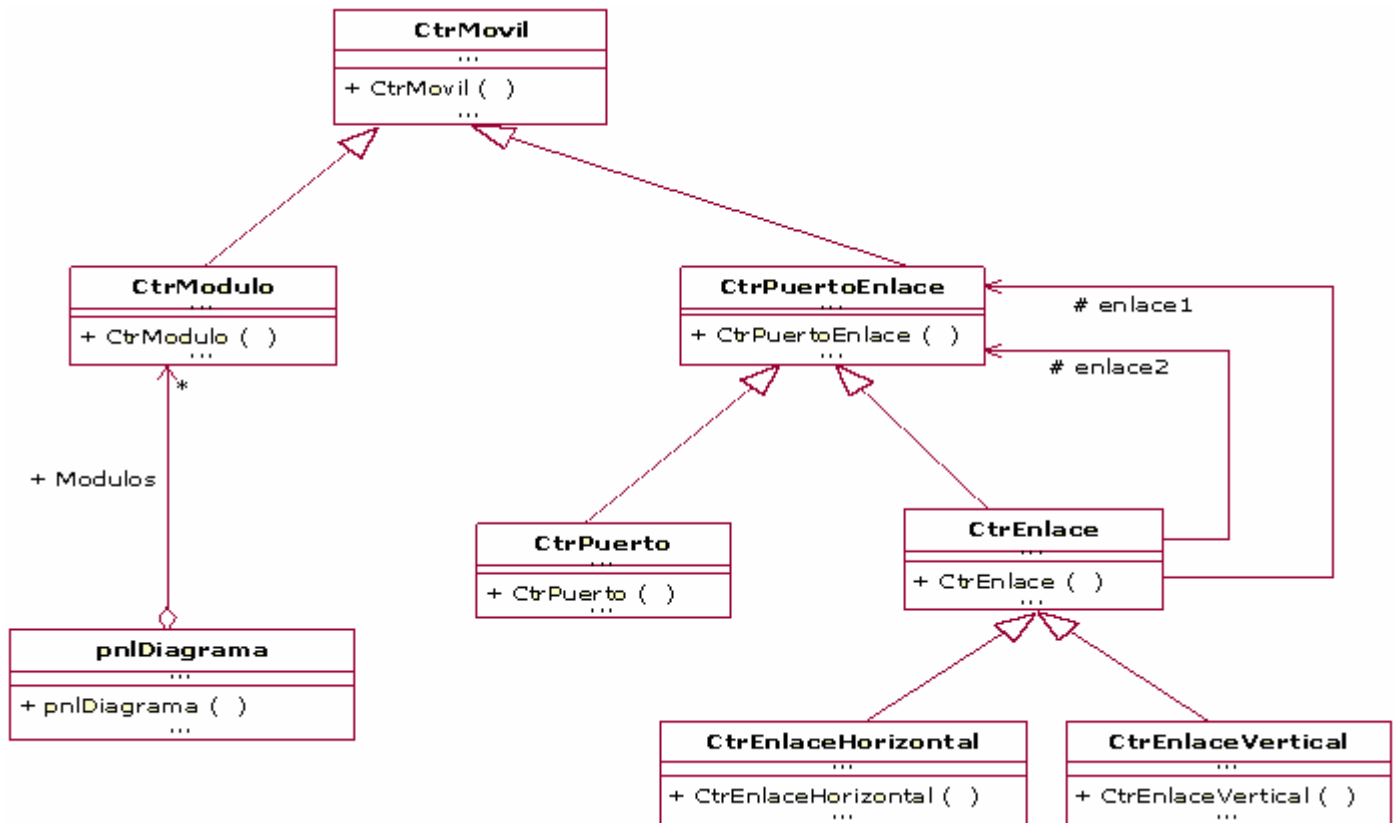 CtrMovil
...
+ CtrMovil ( )
...
CtrModulo
...
+ CtrModulo ( )
...
CtrPuertoEnlace
...
+ CtrPuertoEnlace ( )
...
# enlace1
# enlace2
*
+ Modulos
CtrPuerto
...
+ CtrPuerto ( )
...
CtrEnlace
...
+ CtrEnlace ( )
...
pnlDiagrama
...
+ pnlDiagrama ( )
...
CtrEnlaceHorizontal
...
+ CtrEnlaceHorizontal ( )
...
CtrEnlaceVertical
...
+ CtrEnlaceVertical ( )
...